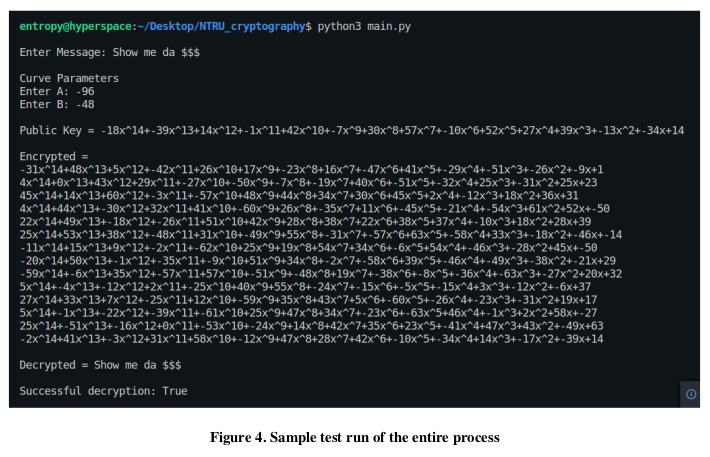 entropy@hyperspace:~/Desktop/NTRU_cryptography$ python3 main.py
Enter Message: Show me da $$$
Curve Parameters
Enter A: -96
Enter B: -48
Public Key = -18x^14+-39x^13+14x^12+-1x^11+42x^10+-7x^9+30x^8+57x^7+-10x^6+52x^5+27x^4+39x^3+-13x^2+-34x+14
Encrypted =
-31x^14+48x^13+5x^12+-42x^11+26x^10+17x^9+-23x^8+16x^7+-47x^6+41x^5+-29x^4+-51x^3+-26x^2+-9x+1
4x^14+0x^13+43x^12+29x^11+-27x^10+-50x^9+-7x^8+-19x^7+40x^6+-51x^5+-32x^4+25x^3+-31x^2+25x+23
45x^14+14x^13+60x^12+-3x^11+-57x^10+48x^9+44x^8+34x^7+30x^6+45x^5+2x^4+-12x^3+18x^2+36x+31
4x^14+44x^13+-30x^12+32x^11+41x^10+-60x^9+26x^8+-35x^7+11x^6+-45x^5+-21x^4+-54x^3+61x^2+52x+-50
22x^14+49x^13+-18x^12+-26x^11+51x^10+42x^9+28x^8+38x^7+22x^6+38x^5+37x^4+-10x^3+18x^2+28x+39
25x^14+53x^13+38x^12+-48x^11+31x^10+-49x^9+55x^8+-31x^7+-57x^6+63x^5+-58x^4+33x^3+-18x^2+-46x+-14
-11x^14+15x^13+9x^12+-2x^11+-62x^10+25x^9+19x^8+54x^7+34x^6+-6x^5+54x^4+-46x^3+-28x^2+45x+-50
-20x^14+50x^13+-1x^12+-35x^11+-9x^10+51x^9+34x^8+-2x^7+-58x^6+39x^5+-46x^4+-49x^3+-38x^2+-21x+29
-59x^14+-6x^13+35x^12+-57x^11+57x^10+-51x^9+-48x^8+19x^7+-38x^6+-8x^5+-36x^4+-63x^3+-27x^2+20x+32
5x^14+-4x^13+-12x^12+2x^11+-25x^10+40x^9+55x^8+-24x^7+-15x^6+-5x^5+-15x^4+3x^3+-12x^2+-6x+37
27x^14+33x^13+7x^12+-25x^11+12x^10+-59x^9+35x^8+43x^7+5x^6+-60x^5+-26x^4+-23x^3+-31x^2+19x+17
5x^14+-1x^13+-22x^12+-39x^11+-61x^10+25x^9+47x^8+34x^7+-23x^6+-63x^5+46x^4+-1x^3+2x^2+58x+-27
25x^14+-51x^13+-16x^12+0x^11+-53x^10+-24x^9+14x^8+42x^7+35x^6+23x^5+-41x^4+47x^3+43x^2+-49x+63
-2x^14+41x^13+-3x^12+31x^11+58x^10+-12x^9+47x^8+28x^7+42x^6+-10x^5+-34x^4+14x^3+-17x^2+-39x+14
Decrypted = Show me da $$$
Successful decryption: True
Figure 4. Sample test run of the entire process